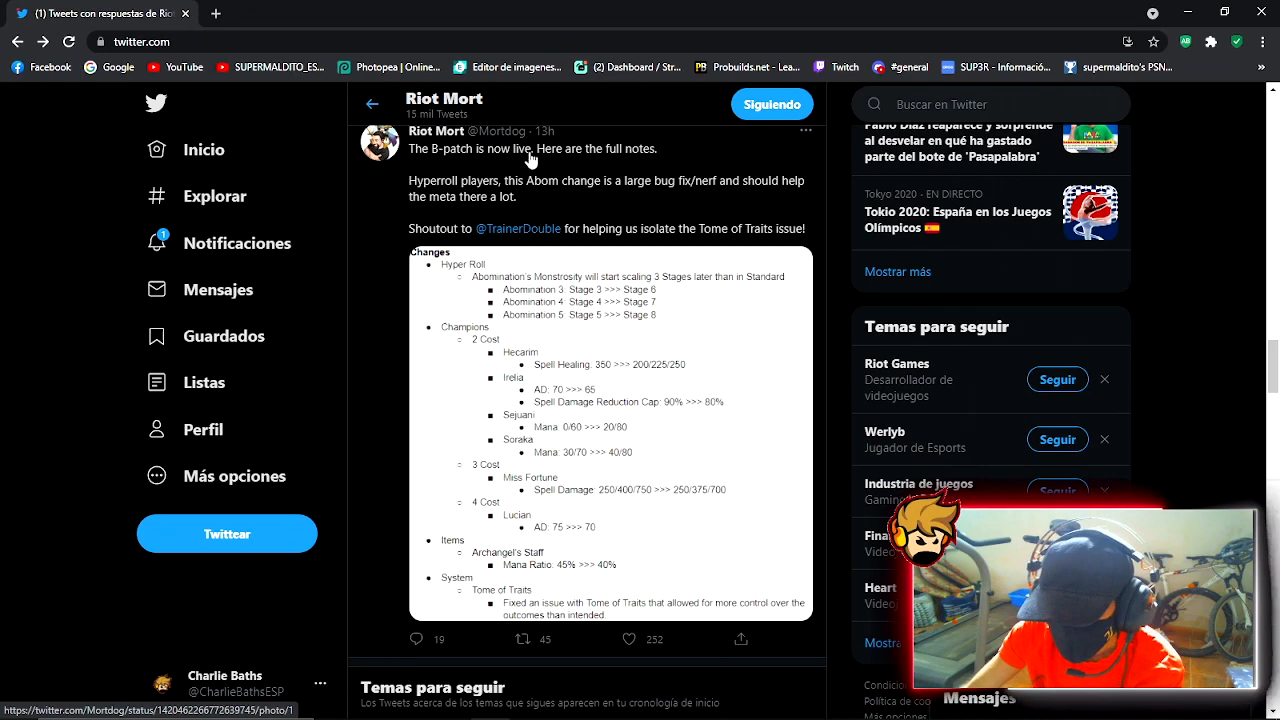 (1) Tweets con respuestas de Riot
twitter.com
Facebook
Google
YouTube
SUPERMALDITO_ES...
Photopea | Online...
Editor de imagenes...
(2) Dashboard / Str...
Probuilds.net - Lea...
Twitch
#general
SUP3R - Informació...
supermaldito's PSN...
»
Inicio
Explorar
1
Notificaciones
Mensajes
Guardados
Listas
Perfil
Más opciones
Twittear
Charlie Baths
@CharlieBathsESP
Riot Mort
15 mil Tweets
Siguiendo
Riot Mort @Mortdog · 13h
The B-patch is now live. Here are the full notes.
Hyperroll players, this Abom change is a large bug fix/nerf and should help
the meta there a lot.
Shoutout to @TrainerDouble for helping us isolate the Tome of Traits issue!
Changes
Hyper Roll
Abomination's Monstrosity will start scaling 3 Stages later than in Standard
Abomination 3: Stage 3 >>> Stage 6
Abomination 4: Stage 4 >>> Stage 7
Abomination 5: Stage 5 >>> Stage 8
Champions
2 Cost
Hecarim
Spell Healing: 350 >>> 200/225/250
Irelia
AD: 70 >>> 65
Spell Damage Reduction Cap: 90% >>> 80%
Sejuani
Mana: 0/60 >>> 20/80
Soraka
Mana: 30/70 >>> 40/80
3 Cost
Miss Fortune
Spell Damage: 250/400/750 >>> 250/375/700
4 Cost
Lucian
AD: 75 >>> 70
Items
Archangel's Staff
Mana Ratio: 45% >>> 40%
System
Tome of Traits
Fixed an issue with Tome of Traits that allowed for more control over the
outcomes than intended.
19
45
252
Temas para seguir
Los Tweets acerca de los temas que sigues aparecen en tu cronología de inicio
Buscar en Twitter
Pablo Díaz reaparece y sorprende
al desvelar en qué ha gastado
parte del bote de 'Pasapalabra'
Tokyo 2020 · EN DIRECTO
Tokio 2020: España en los Juegos
Olímpicos
Mostrar más
Temas para seguir
Riot Games
Desarrollador de
videojuegos
Seguir
Werlyb
Jugador de Esports
Seguir
Industria de juegos
Gaming
Seguir
Fina
Video
Heart
Video
Mostra
Condicio
Política de coo
Mensajes